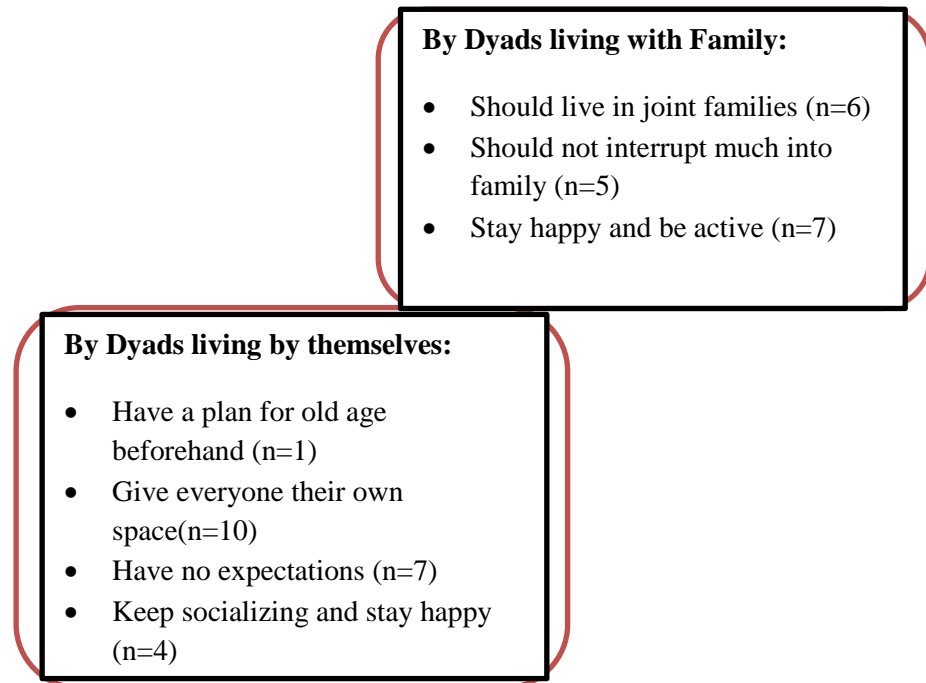 By Dyads living with Family:
• Should live in joint families (n=6)
• Should not interrupt much into
family (n=5)
• Stay happy and be active (n=7)
By Dyads living by themselves:
• Have a plan for old age
beforehand (n=1)
• Give everyone their own
space(n=10)
• Have no expectations (n=7)
• Keep socializing and stay happy
(n=4)